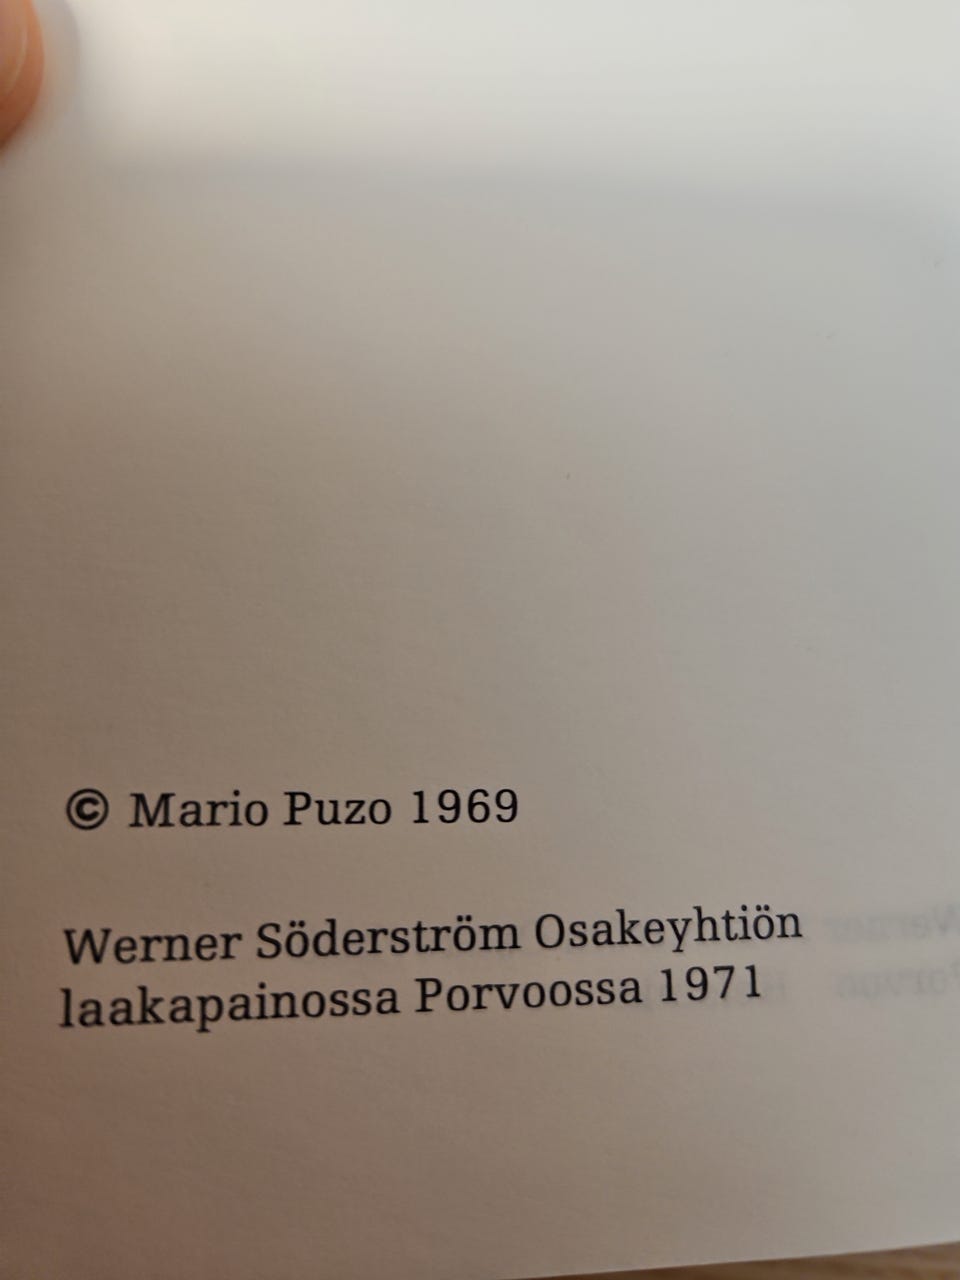 © Mario Puzo 1969
Werner Söderström Osakeyhtiön
laakapainossa Porvoossa 1971